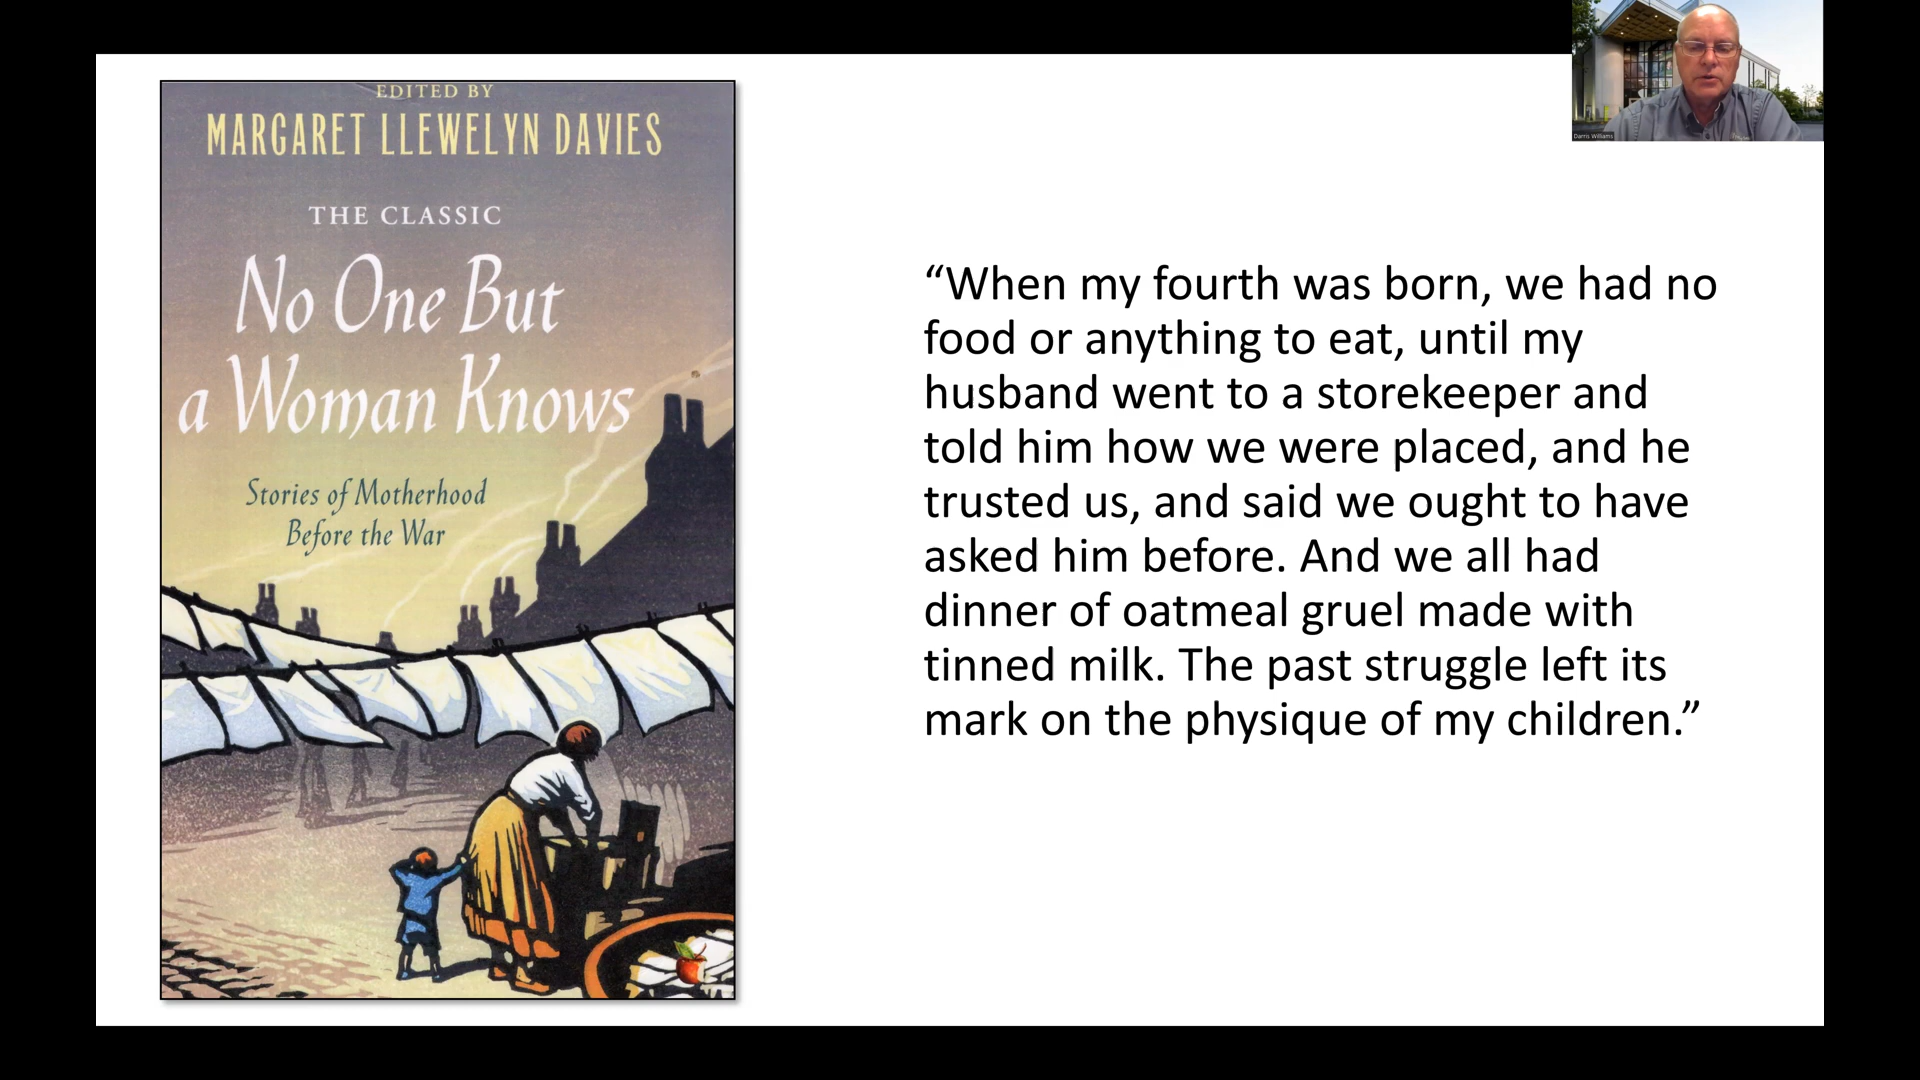 EDITED BY
MARGARET LLEWELYN DAVIES
THE CLASSIC
No One But
a Woman Knows
Stories of Motherhood
Before the War
“When my fourth was born, we had no
food or anything to eat, until my
husband went to a storekeeper and
told him how we were placed, and he
trusted us, and said we ought to have
asked him before. And we all had
dinner of oatmeal gruel made with
tinned milk. The past struggle left its
mark on the physique of my children.”
Darris Williams